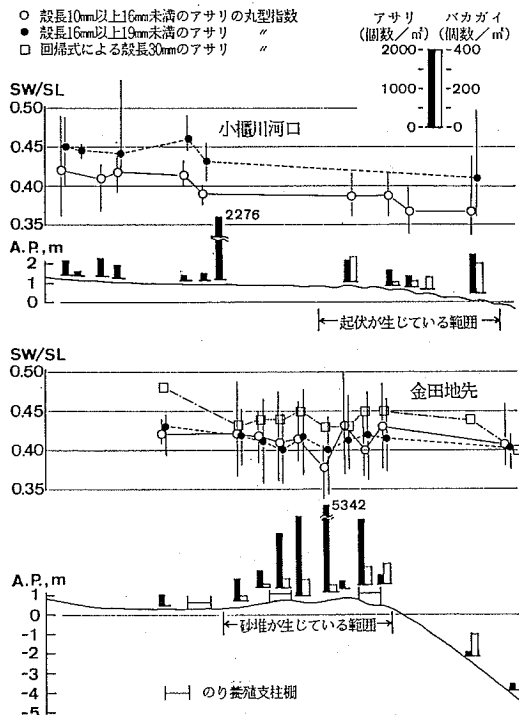 ○ 殻長10mm以上16mm未満のアサリの丸型指数
● 殻長16mm以上19mm未満のアサリ 〃
□ 回帰式による殻長30mmのアサリ 〃
アサリ バカガイ
(個数/㎡) (個数/㎡)
2000 400
1000 200
0 0
SW/SL
0.50
小櫃川河口
0.45
0.40
0.35
2276
A.P., m
2
1
0
起伏が生じている範囲
SW/SL
0.50
金田地先
0.45
0.40
0.35
5342
A.P., m
1
0
砂堆が生じている範囲
-1
-2
-3
-4
のり養殖支柱柵
-5